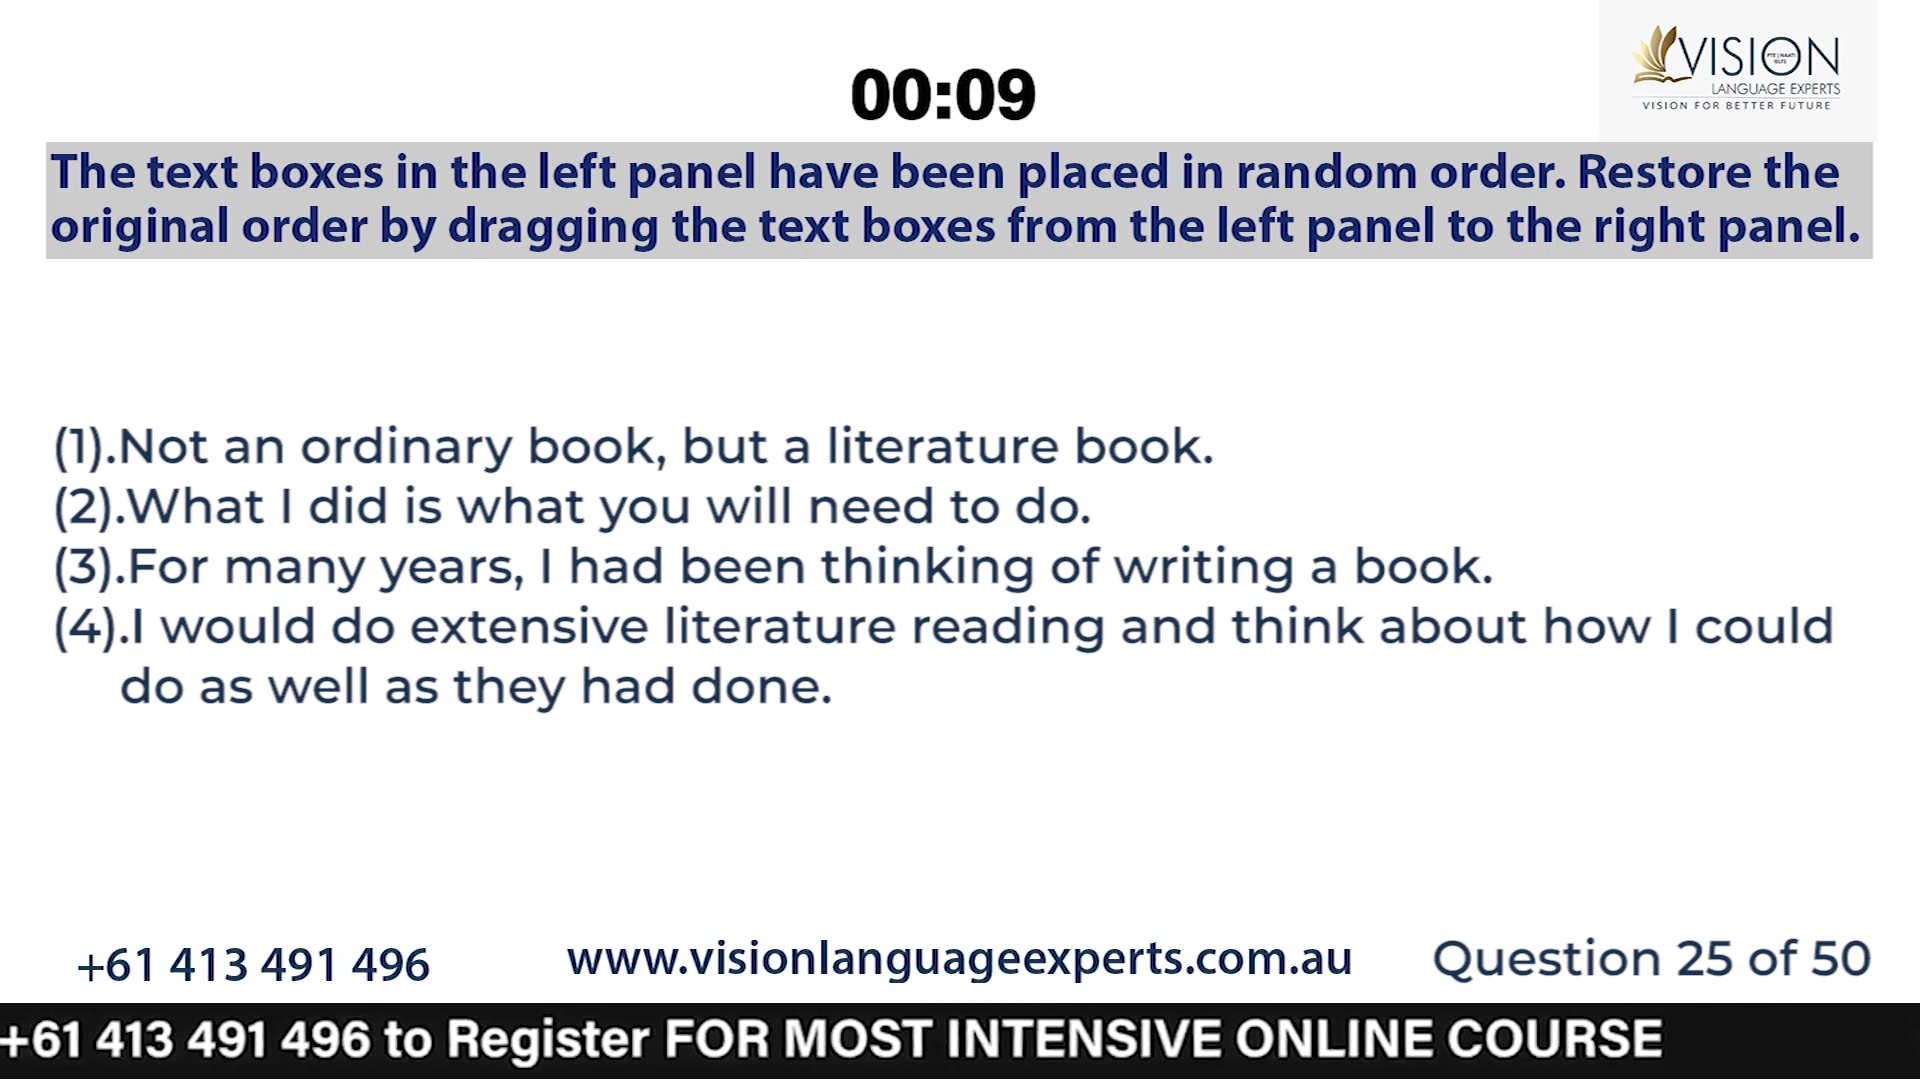 00:09
VISION
PTE | NAATI
IELTS
LANGUAGE EXPERTS
VISION FOR BETTER FUTURE
The text boxes in the left panel have been placed in random order. Restore the
original order by dragging the text boxes from the left panel to the right panel.
(1).Not an ordinary book, but a literature book.
(2).What I did is what you will need to do.
(3).For many years, I had been thinking of writing a book.
(4).I would do extensive literature reading and think about how I could
do as well as they had done.
+61 413 491 496
www.visionlanguageexperts.com.au
Question 25 of 50
+61 413 491 496 to Register FOR MOST INTENSIVE ONLINE COURSE